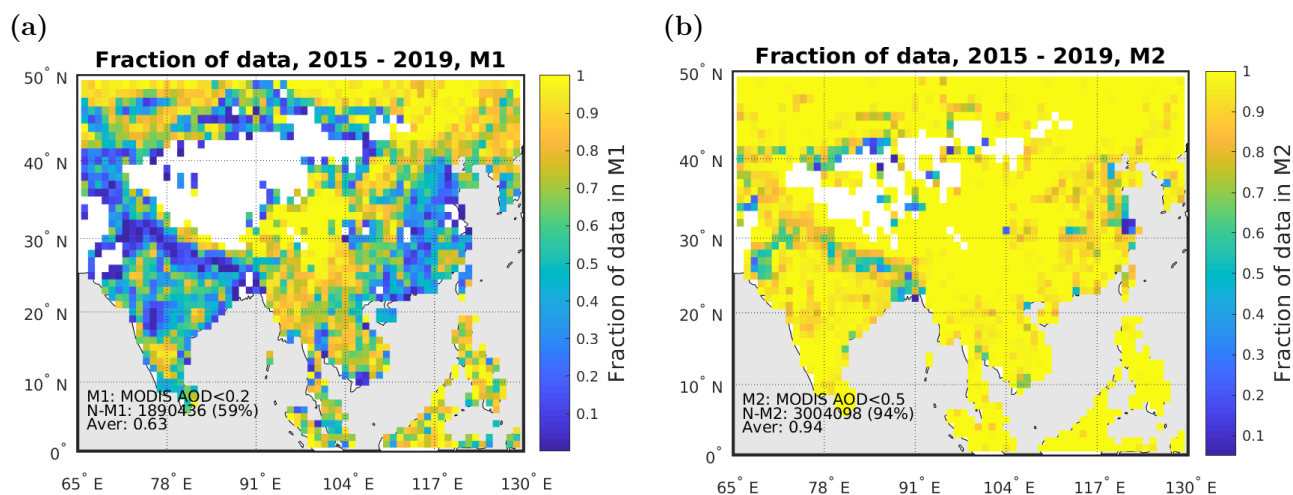 (a)
Fraction of data, 2015 - 2019, M1
50° N
40° N
30° N
20° N
10° N
0°
65° E
78° E
91° E
104° E
117° E
130° E
M1: MODIS AOD<0.2
N-M1: 1890436 (59%)
Aver: 0.63
1
0.9
0.8
0.7
0.6
0.5
0.4
0.3
0.2
0.1
Fraction of data in M1
(b)
Fraction of data, 2015 - 2019, M2
50° N
40° N
30° N
20° N
10° N
0°
65° E
78° E
91° E
104° E
117° E
130° E
M2: MODIS AOD<0.5
N-M2: 3004098 (94%)
Aver: 0.94
1
0.9
0.8
0.7
0.6
0.5
0.4
0.3
0.2
0.1
Fraction of data in M2